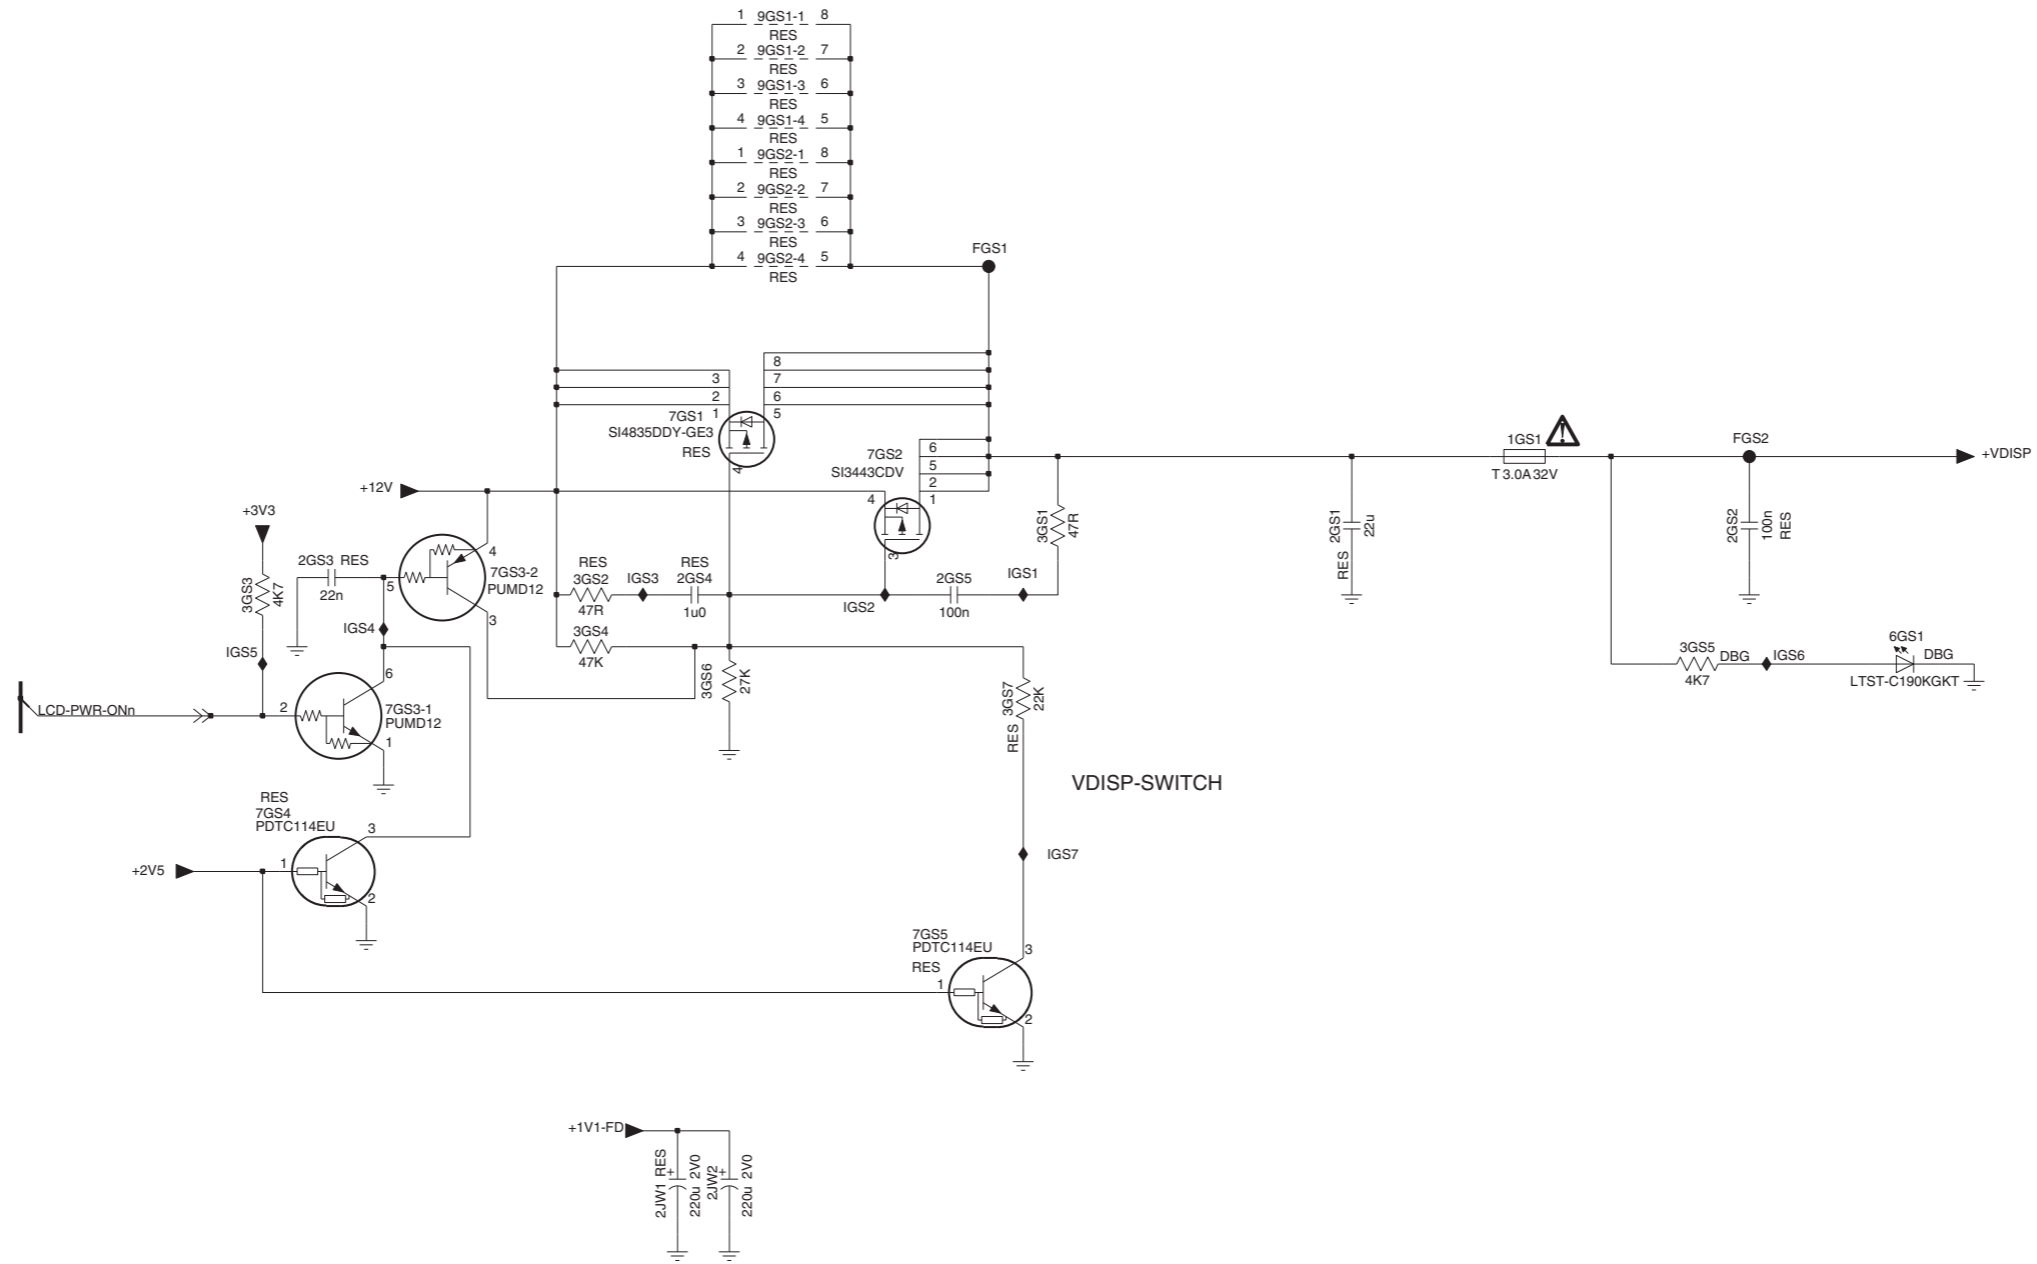 1 9GS1-1 8
RES
2 9GS1-2 7
RES
3 9GS1-3 6
RES
4 9GS1-4 5
RES
1 9GS2-1 8
RES
2 9GS2-2 7
RES
3 9GS2-3 6
RES
4 9GS2-4 5
RES
FGS1
3
2
1
8
7
6
5
4
7GS1
SI4835DDY-GE3
RES
7GS2
SI3443CDV
6
5
2
1
4
3
+12V
+3V3
3GS3
4K7
2GS3 RES
22n
5
4
3
7GS3-2
PUMD12
IGS4
IGS5
RES
3GS2
47R
IGS3
RES
2GS4
1u0
IGS2
2GS5
100n
IGS1
3GS1
47R
3GS4
47K
3GS6
27K
3GS7
22K
RES
2GS1
22u
RES
1GS1
T 3.0A 32V
FGS2
+VDISP
2GS2
100n
RES
3GS5
4K7
DBG
IGS6
6GS1
DBG
LTST-C190KGKT
LCD-PWR-ONn
2
6
7GS3-1
PUMD12
1
VDISP-SWITCH
RES
7GS4
PDTC114EU
3
+2V5
1
2
IGS7
7GS5
PDTC114EU
RES
3
1
2
+1V1-FD
2JW1 RES
+
220u 2V0
2JW2
+
220u 2V0